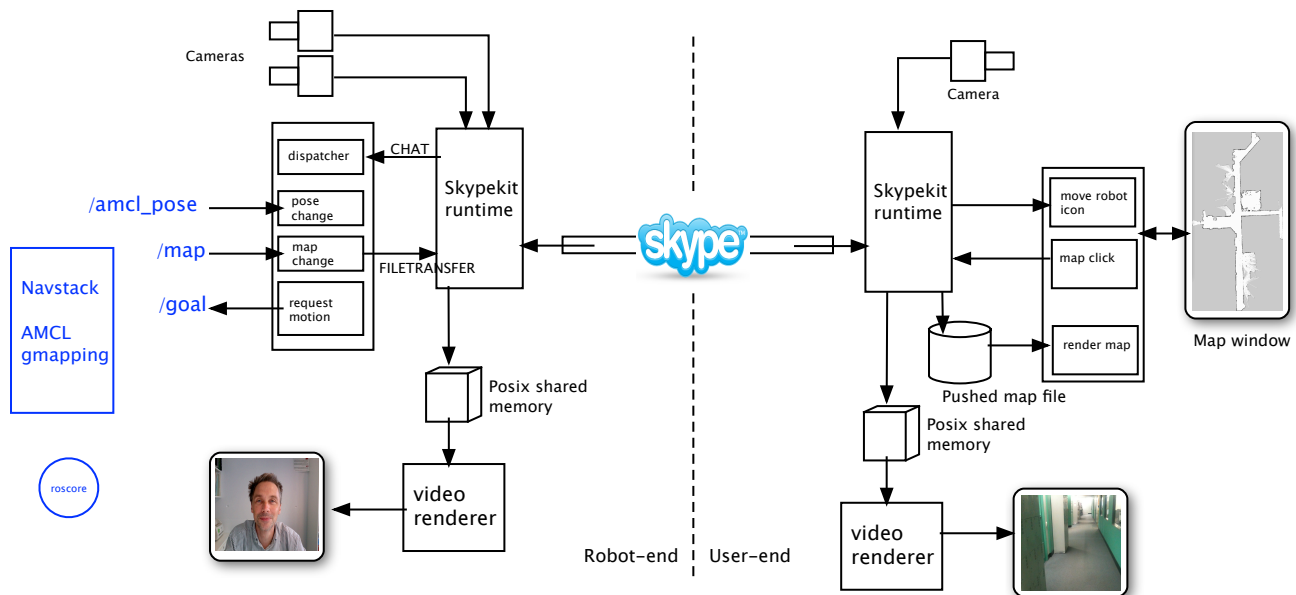 Cameras
Camera
dispatcher
CHAT
Skypekit
runtime
/amcl_pose
pose
change
/map
map
change
FILETRANSFER
/goal
request
motion
Navstack
AMCL
gmapping
roscore
Posix shared
memory
video
renderer
Robot-end
skype
TM
User-end
Skypekit
runtime
move robot
icon
map click
render map
Map window
Pushed map file
Posix shared
memory
video
renderer